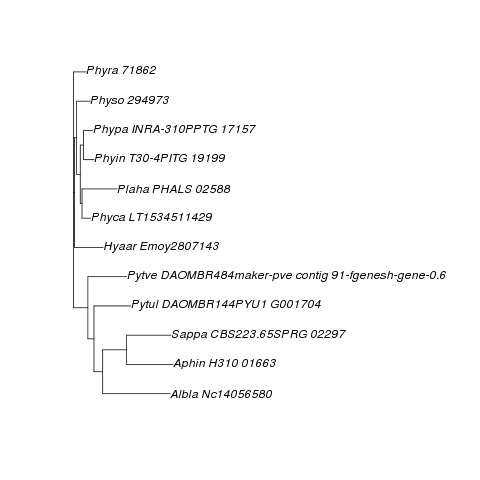 Phyra 71862
Physo 294973
Phypa INRA-310PPTG 17157
Phyin T30-4PITG 19199
Plaha PHALS 02588
Phyca LT1534511429
Hyaar Emoy2807143
Pytve DAOMBR484maker-pve contig 91-fgenesh-gene-0.6
Pytul DAOMBR144PYU1 G001704
Sappa CBS223.65SPRG 02297
Aphin H310 01663
Albla Nc14056580